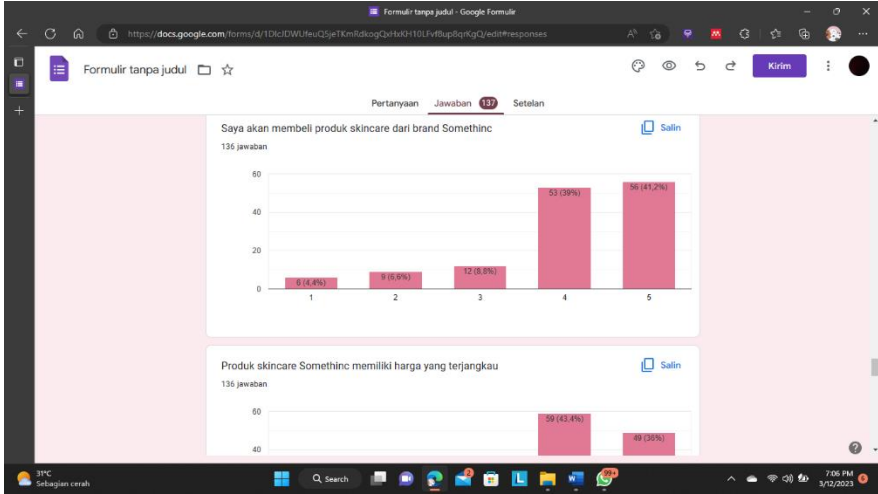 Formulir tanpa judul - Google Formulir
https://docs.google.com/forms/d/1DlcJDWUfeuQ5jeTKmRdkogQxHxKH10LFvf8up8qrKgQ/edit#responses
Formulir tanpa judul
Kirim
Pertanyaan Jawaban 137 Setelan
Saya akan membeli produk skincare dari brand Somethinc
Salin
136 jawaban
60
40
20
0
6 (4,4%)
9 (6,6%)
12 (8,8%)
53 (39%)
56 (41,2%)
1 2 3 4 5
Produk skincare Somethinc memiliki harga yang terjangkau
Salin
136 jawaban
60
40
59 (43,4%)
49 (36%)
31°C
Sebagian cerah
Search
2
99+
7:06 PM
3/12/2023
6